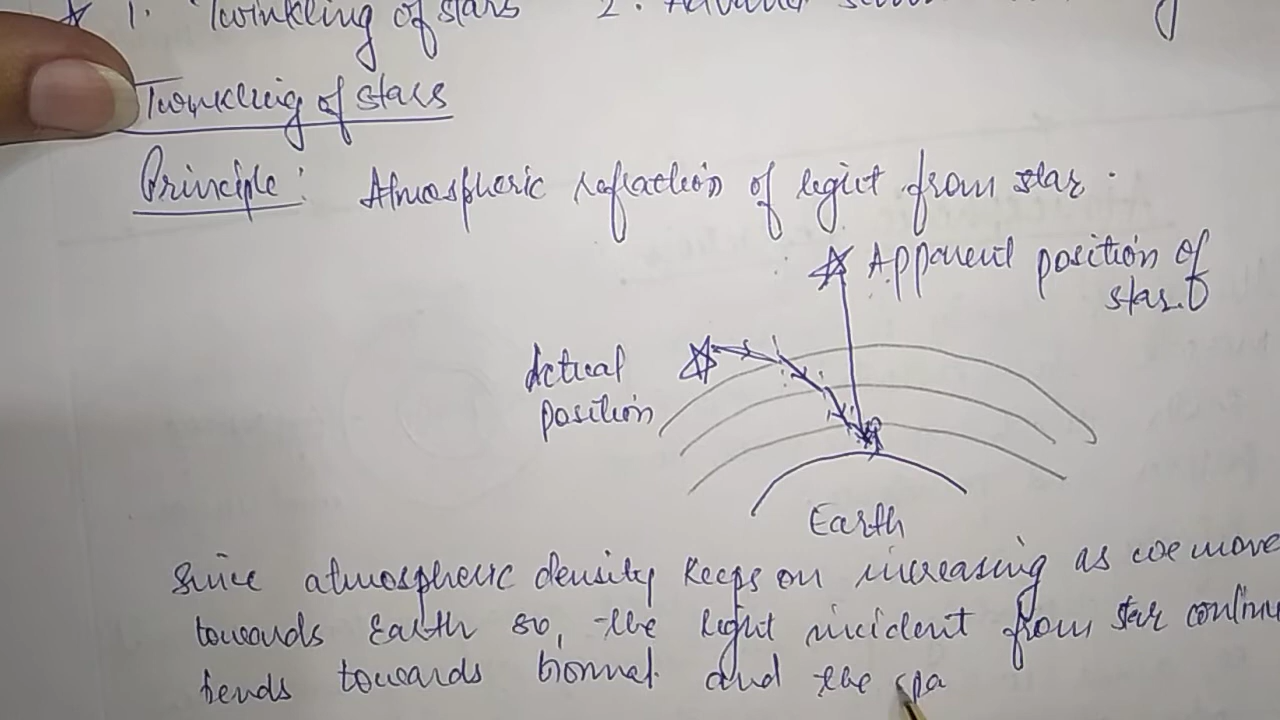 1. Twinkling of stars 2.
Twinkling of stars
Principle: Atmospheric refraction of light from star.
Apparent position of
star.
Actual
position
Earth
Since atmospheric density keeps on increasing as we move
towards Earth so, the light incident from star continu
bends towards normal and the spa